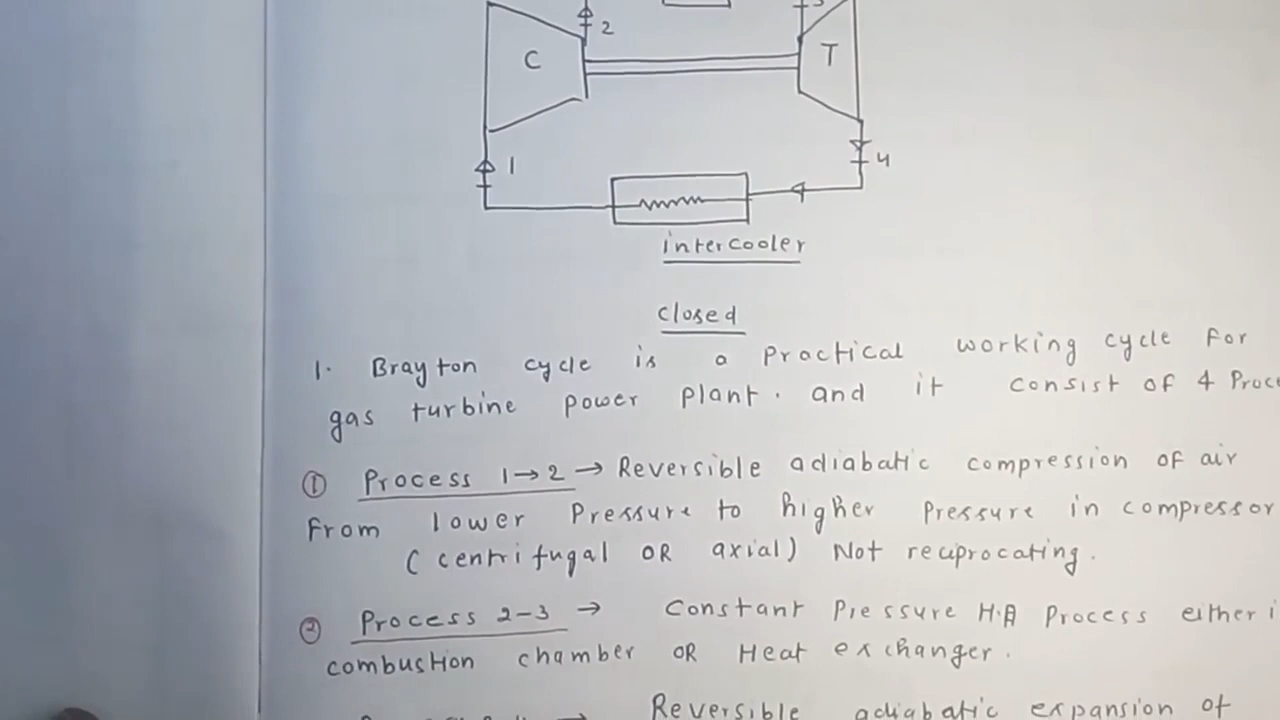 3
2
C
T
1
4
intercooler
closed
1. Brayton cycle is a Practical working cycle For
gas turbine power plant. and it consist of 4 Proce
① Process 1→2 → Reversible adiabatic compression of air
From lower Pressure to higher Pressure in compressor
(centrifugal OR axial) Not reciprocating.
② Process 2-3 → Constant Pressure H.A Process either i
combustion chamber OR Heat exchanger.
→ Reversible adiabatic expansion of